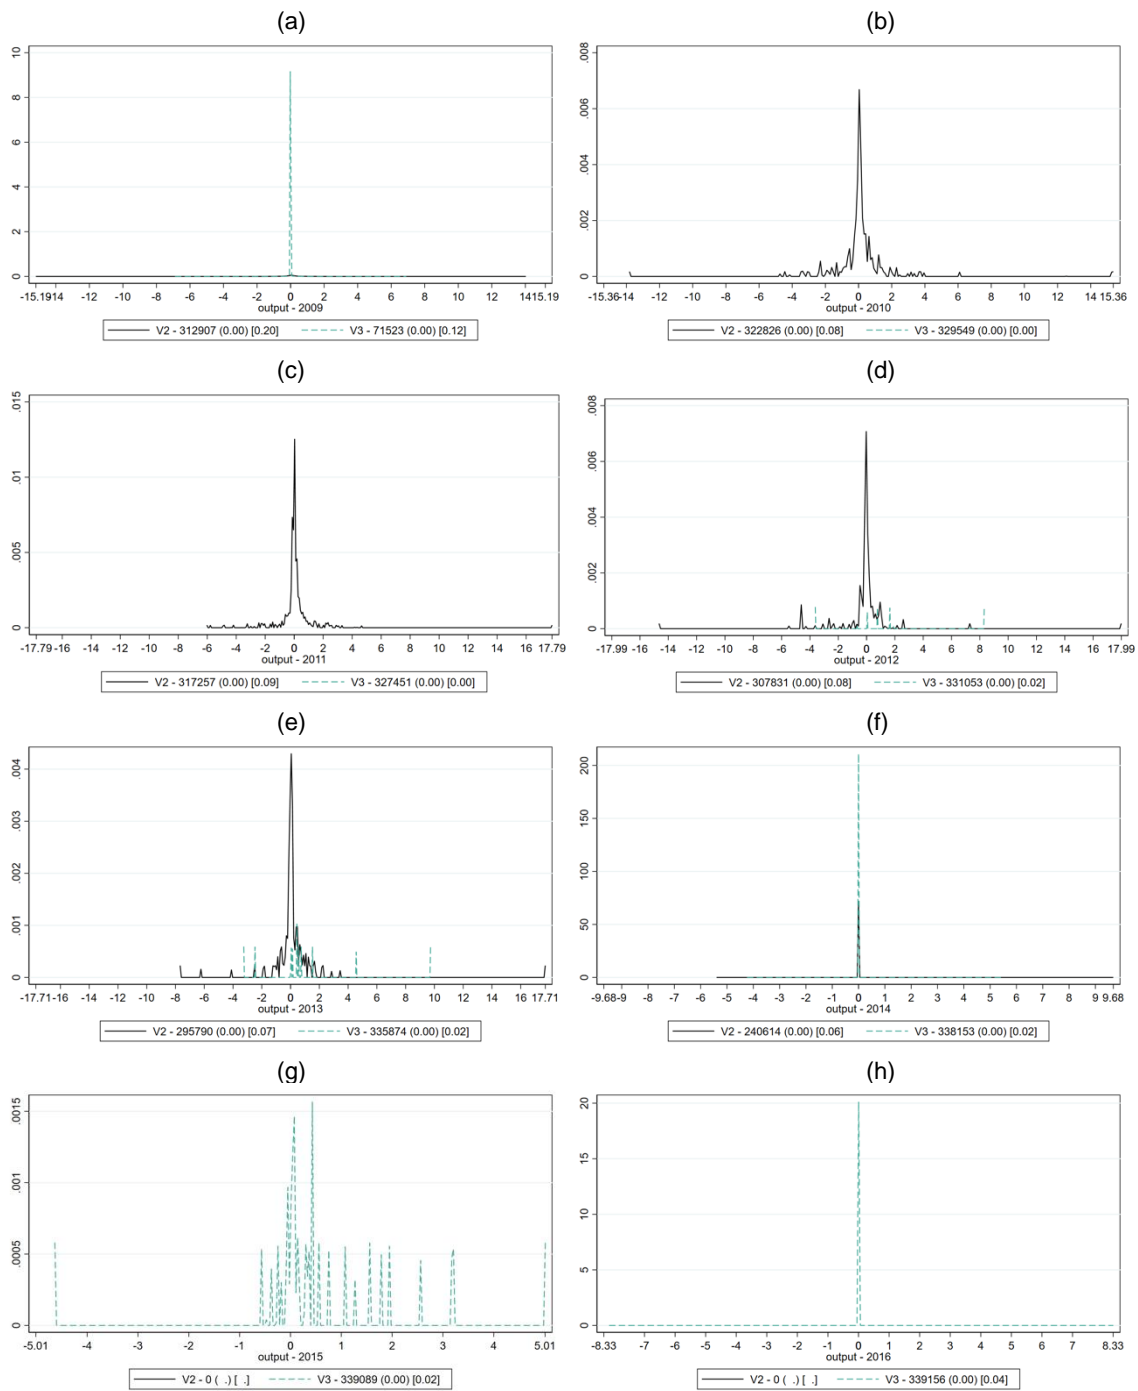 (a)
10
8
6
4
2
0
-15.1914 -12 -10 -8 -6 -4 -2 0 2 4 6 8 10 12 1415.19
output - 2009
V2 - 312907 (0.00) [0.20] V3 - 71523 (0.00) [0.12]
(b)
.008
.006
.004
.002
0
-15.36-14 -12 -10 -8 -6 -4 -2 0 2 4 6 8 10 12 14 15.36
output - 2010
V2 - 322826 (0.00) [0.08] V3 - 329549 (0.00) [0.00]
(c)
.015
.01
.005
0
-17.79-16 -14 -12 -10 -8 -6 -4 -2 0 2 4 6 8 10 12 14 16 17.79
output - 2011
V2 - 317257 (0.00) [0.09] V3 - 327451 (0.00) [0.00]
(d)
.008
.006
.004
.002
0
-17.99-16 -14 -12 -10 -8 -6 -4 -2 0 2 4 6 8 10 12 14 16 17.99
output - 2012
V2 - 307831 (0.00) [0.08] V3 - 331053 (0.00) [0.02]
(e)
.004
.003
.002
.001
0
-17.71-16 -14 -12 -10 -8 -6 -4 -2 0 2 4 6 8 10 12 14 16 17.71
output - 2013
V2 - 295790 (0.00) [0.07] V3 - 335874 (0.00) [0.02]
(f)
200
150
100
50
0
-9.68-9 -8 -7 -6 -5 -4 -3 -2 -1 0 1 2 3 4 5 6 7 8 9 9.68
output - 2014
V2 - 240614 (0.00) [0.06] V3 - 338153 (0.00) [0.02]
(g)
.0015
.001
.0005
0
-5.01 -4 -3 -2 -1 0 1 2 3 4 5.01
output - 2015
V2 - 0 ( .) [ .] V3 - 339089 (0.00) [0.02]
(h)
20
15
10
5
0
-8.33 -7 -6 -5 -4 -3 -2 -1 0 1 2 3 4 5 6 7 8.33
output - 2016
V2 - 0 ( .) [ .] V3 - 339156 (0.00) [0.04]